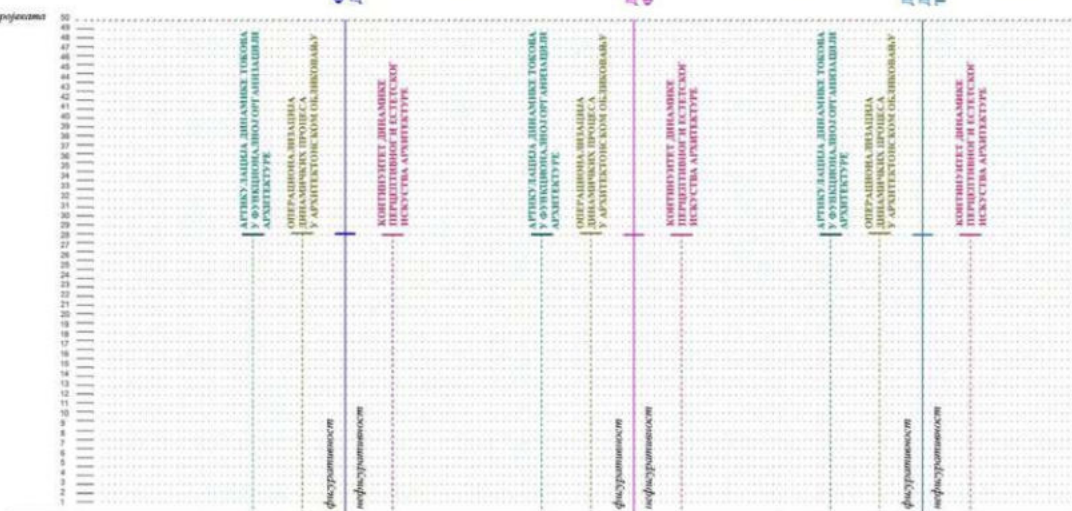 50
49
48
47
46
45
44
43
42
41
40
39
38
37
36
35
34
33
32
31
30
29
28
27
26
25
24
23
22
21
20
19
18
17
16
15
14
13
12
11
10
9
8
7
6
5
4
3
2
1
АРТИКУЛАЦИЈА ДИНАМИКЕ ТОКОВА
У ФУНКЦИОНАЛНОЈ ОРГАНИЗАЦИЈИ
АРХИТЕКТУРЕ
ОПЕРАЦИОНАЛИЗАЦИЈА
ДИНАМИЧКИХ ПРОЦЕСА
У АРХИТЕКТОНСКОМ ОБЛИКОВАЊУ
фигуративност
нефигуративност
КОНТИНУИТЕТ ДИНАМИКЕ
ПЕРЦЕПТИВНОГ И ЕСТЕТСКОГ
ИСКУСТВА АРХИТЕКТУРЕ
АРТИКУЛАЦИЈА ДИНАМИКЕ ТОКОВА
У ФУНКЦИОНАЛНОЈ ОРГАНИЗАЦИЈИ
АРХИТЕКТУРЕ
ОПЕРАЦИОНАЛИЗАЦИЈА
ДИНАМИЧКИХ ПРОЦЕСА
У АРХИТЕКТОНСКОМ ОБЛИКОВАЊУ
фигуративност
нефигуративност
КОНТИНУИТЕТ ДИНАМИКЕ
ПЕРЦЕПТИВНОГ И ЕСТЕТСКОГ
ИСКУСТВА АРХИТЕКТУРЕ
АРТИКУЛАЦИЈА ДИНАМИКЕ ТОКОВА
У ФУНКЦИОНАЛНОЈ ОРГАНИЗАЦИЈИ
АРХИТЕКТУРЕ
ОПЕРАЦИОНАЛИЗАЦИЈА
ДИНАМИЧКИХ ПРОЦЕСА
У АРХИТЕКТОНСКОМ ОБЛИКОВАЊУ
фигуративност
нефигуративност
КОНТИНУИТЕТ ДИНАМИКЕ
ПЕРЦЕПТИВНОГ И ЕСТЕТСКОГ
ИСКУСТВА АРХИТЕКТУРЕ